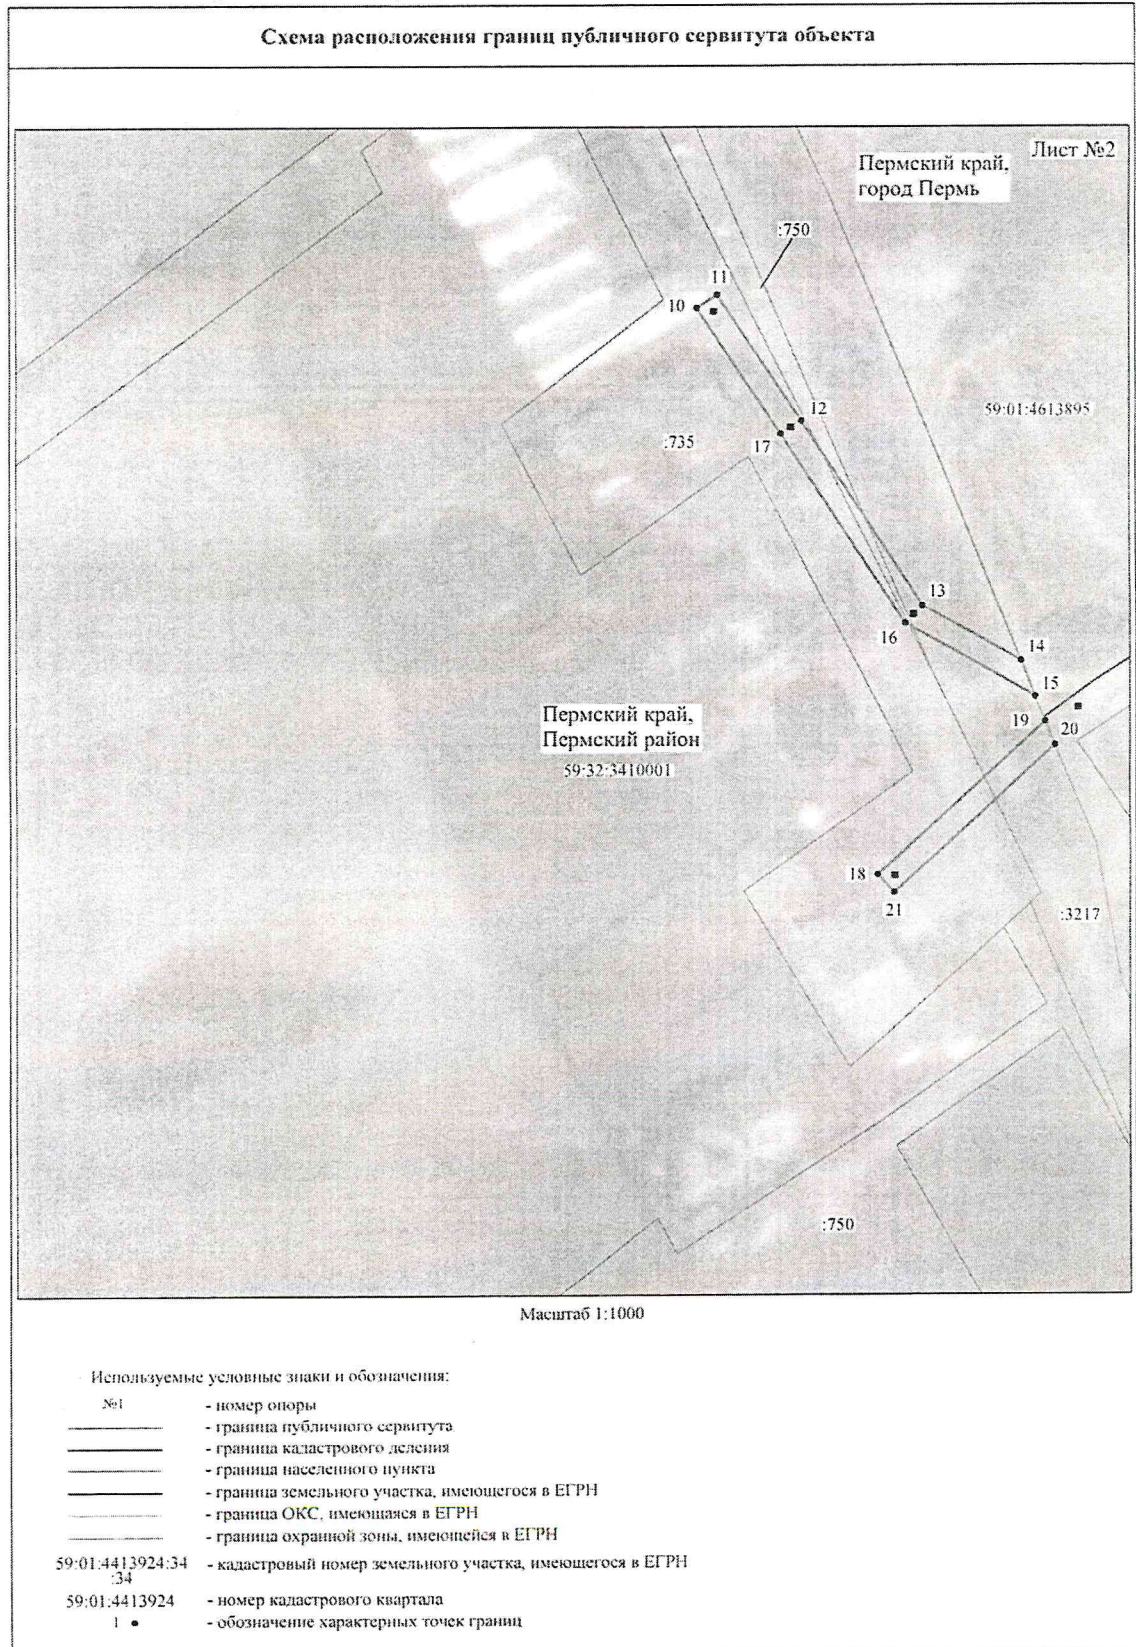 Схема расположения границ публичного сервитута объекта
Лист №2
Пермский край,
город Пермь
:750
11
10
12
59:01:4613895
:735
17
13
16
14
15
Пермский край,
Пермский район
19
20
59:32:3410001
18
21
:3217
:750
Масштаб 1:1000
Используемые условные знаки и обозначения:
№1 - номер опоры
- граница публичного сервитута
- граница кадастрового деления
- граница населенного пункта
- граница земельного участка, имеющегося в ЕГРН
- граница ОКС, имеющаяся в ЕГРН
- граница охранной зоны, имеющейся в ЕГРН
59:01:4413924:34 - кадастровый номер земельного участка, имеющегося в ЕГРН
:34
59:01:4413924 - номер кадастрового квартала
1 ● - обозначение характерных точек границ